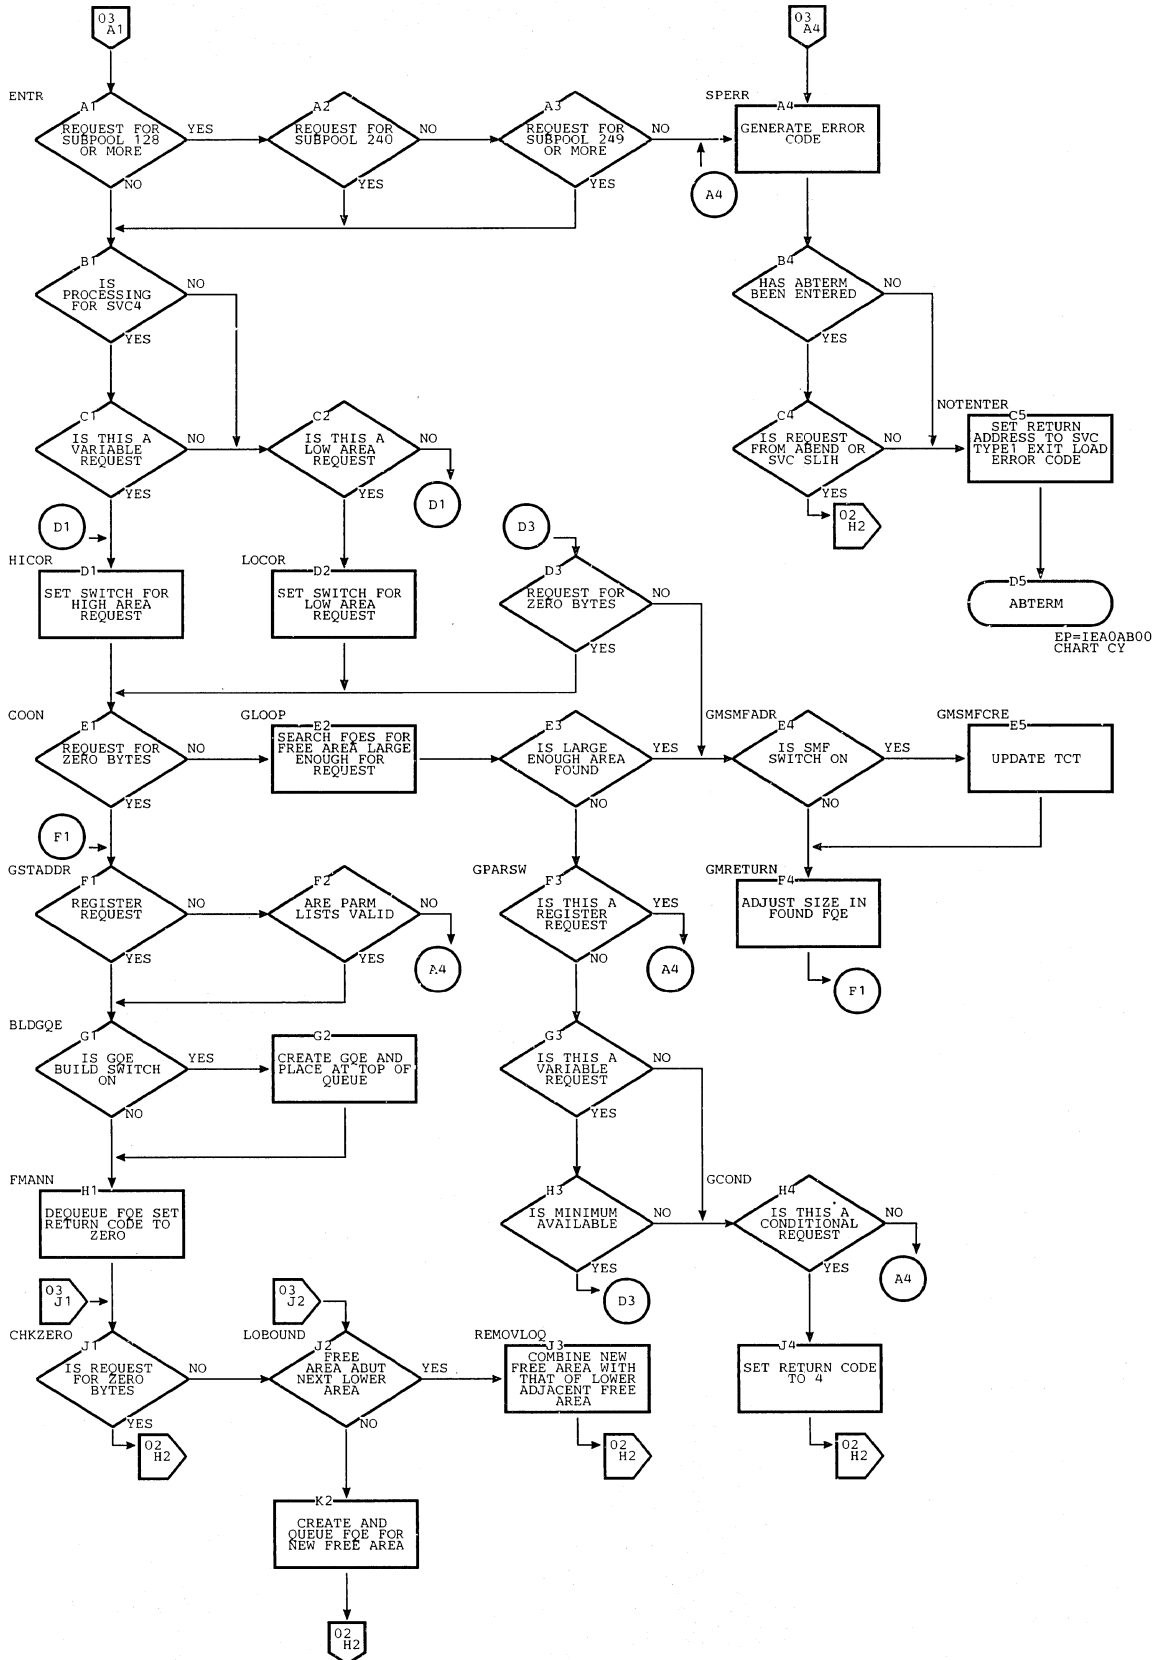 03
A1
03
A4
ENTR
A1
REQUEST FOR
SUBPOOL 128
OR MORE
YES
NO
A2
REQUEST FOR
SUBPOOL 240
NO
YES
A3
REQUEST FOR
SUBPOOL 249
OR MORE
NO
YES
A4
SPERR
A4
GENERATE ERROR
CODE
B1
IS
PROCESSING
FOR SVC4
NO
YES
B4
HAS ABTERM
BEEN ENTERED
NO
YES
C1
IS THIS A
VARIABLE
REQUEST
NO
YES
C2
IS THIS A
LOW AREA
REQUEST
NO
YES
D1
C4
IS REQUEST
FROM ABEND OR
SVC SLIH
NO
YES
02
H2
NOTENTER
C5
SET RETURN
ADDRESS TO SVC
TYPE1 EXIT LOAD
ERROR CODE
D1
HICOR
D1
SET SWITCH FOR
HIGH AREA
REQUEST
LOCOR
D2
SET SWITCH FOR
LOW AREA
REQUEST
D3
D3
REQUEST FOR
ZERO BYTES
NO
YES
D5
ABTERM
EP=IEA0AB00
CHART CY
COON
E1
REQUEST FOR
ZERO BYTES
NO
YES
GLOOP
E2
SEARCH FQES FOR
FREE AREA LARGE
ENOUGH FOR
REQUEST
E3
IS LARGE
ENOUGH AREA
FOUND
YES
NO
GMSMFADR
E4
IS SMF
SWITCH ON
YES
NO
GMSMFCRE
E5
UPDATE TCT
F1
GSTADDR
F1
REGISTER
REQUEST
NO
YES
F2
ARE PARM
LISTS VALID
NO
YES
A4
GPARSW
F3
IS THIS A
REGISTER
REQUEST
YES
NO
A4
GMRETURN
F4
ADJUST SIZE IN
FOUND FQE
F1
BLDGQE
G1
IS GQE
BUILD SWITCH
ON
YES
NO
G2
CREATE GQE AND
PLACE AT TOP OF
QUEUE
G3
IS THIS A
VARIABLE
REQUEST
NO
YES
FMANN
H1
DEQUEUE FQE SET
RETURN CODE TO
ZERO
H3
IS MINIMUM
AVAILABLE
NO
YES
D3
GCOND
H4
IS THIS A
CONDITIONAL
REQUEST
NO
YES
A4
03
J1
03
J2
CHKZERO
J1
IS REQUEST
FOR ZERO
BYTES
NO
YES
02
H2
LOBOUND
J2
FREE
AREA ABUT
NEXT LOWER
AREA
YES
NO
REMOVLOQ
J3
COMBINE NEW
FREE AREA WITH
THAT OF LOWER
ADJACENT FREE
AREA
02
H2
J4
SET RETURN CODE
TO 4
02
H2
K2
CREATE AND
QUEUE FQE FOR
NEW FREE AREA
02
H2